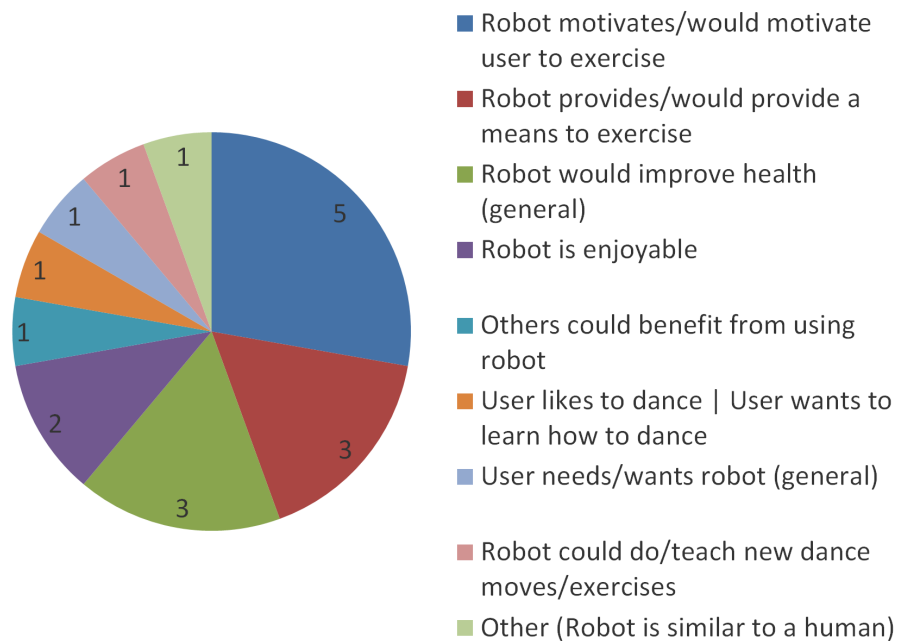 Robot motivates/would motivate
user to exercise
Robot provides/would provide a
means to exercise
Robot would improve health
(general)
Robot is enjoyable
Others could benefit from using
robot
User likes to dance | User wants to
learn how to dance
User needs/wants robot (general)
Robot could do/teach new dance
moves/exercises
Other (Robot is similar to a human)
5
3
3
2
1
1
1
1
1